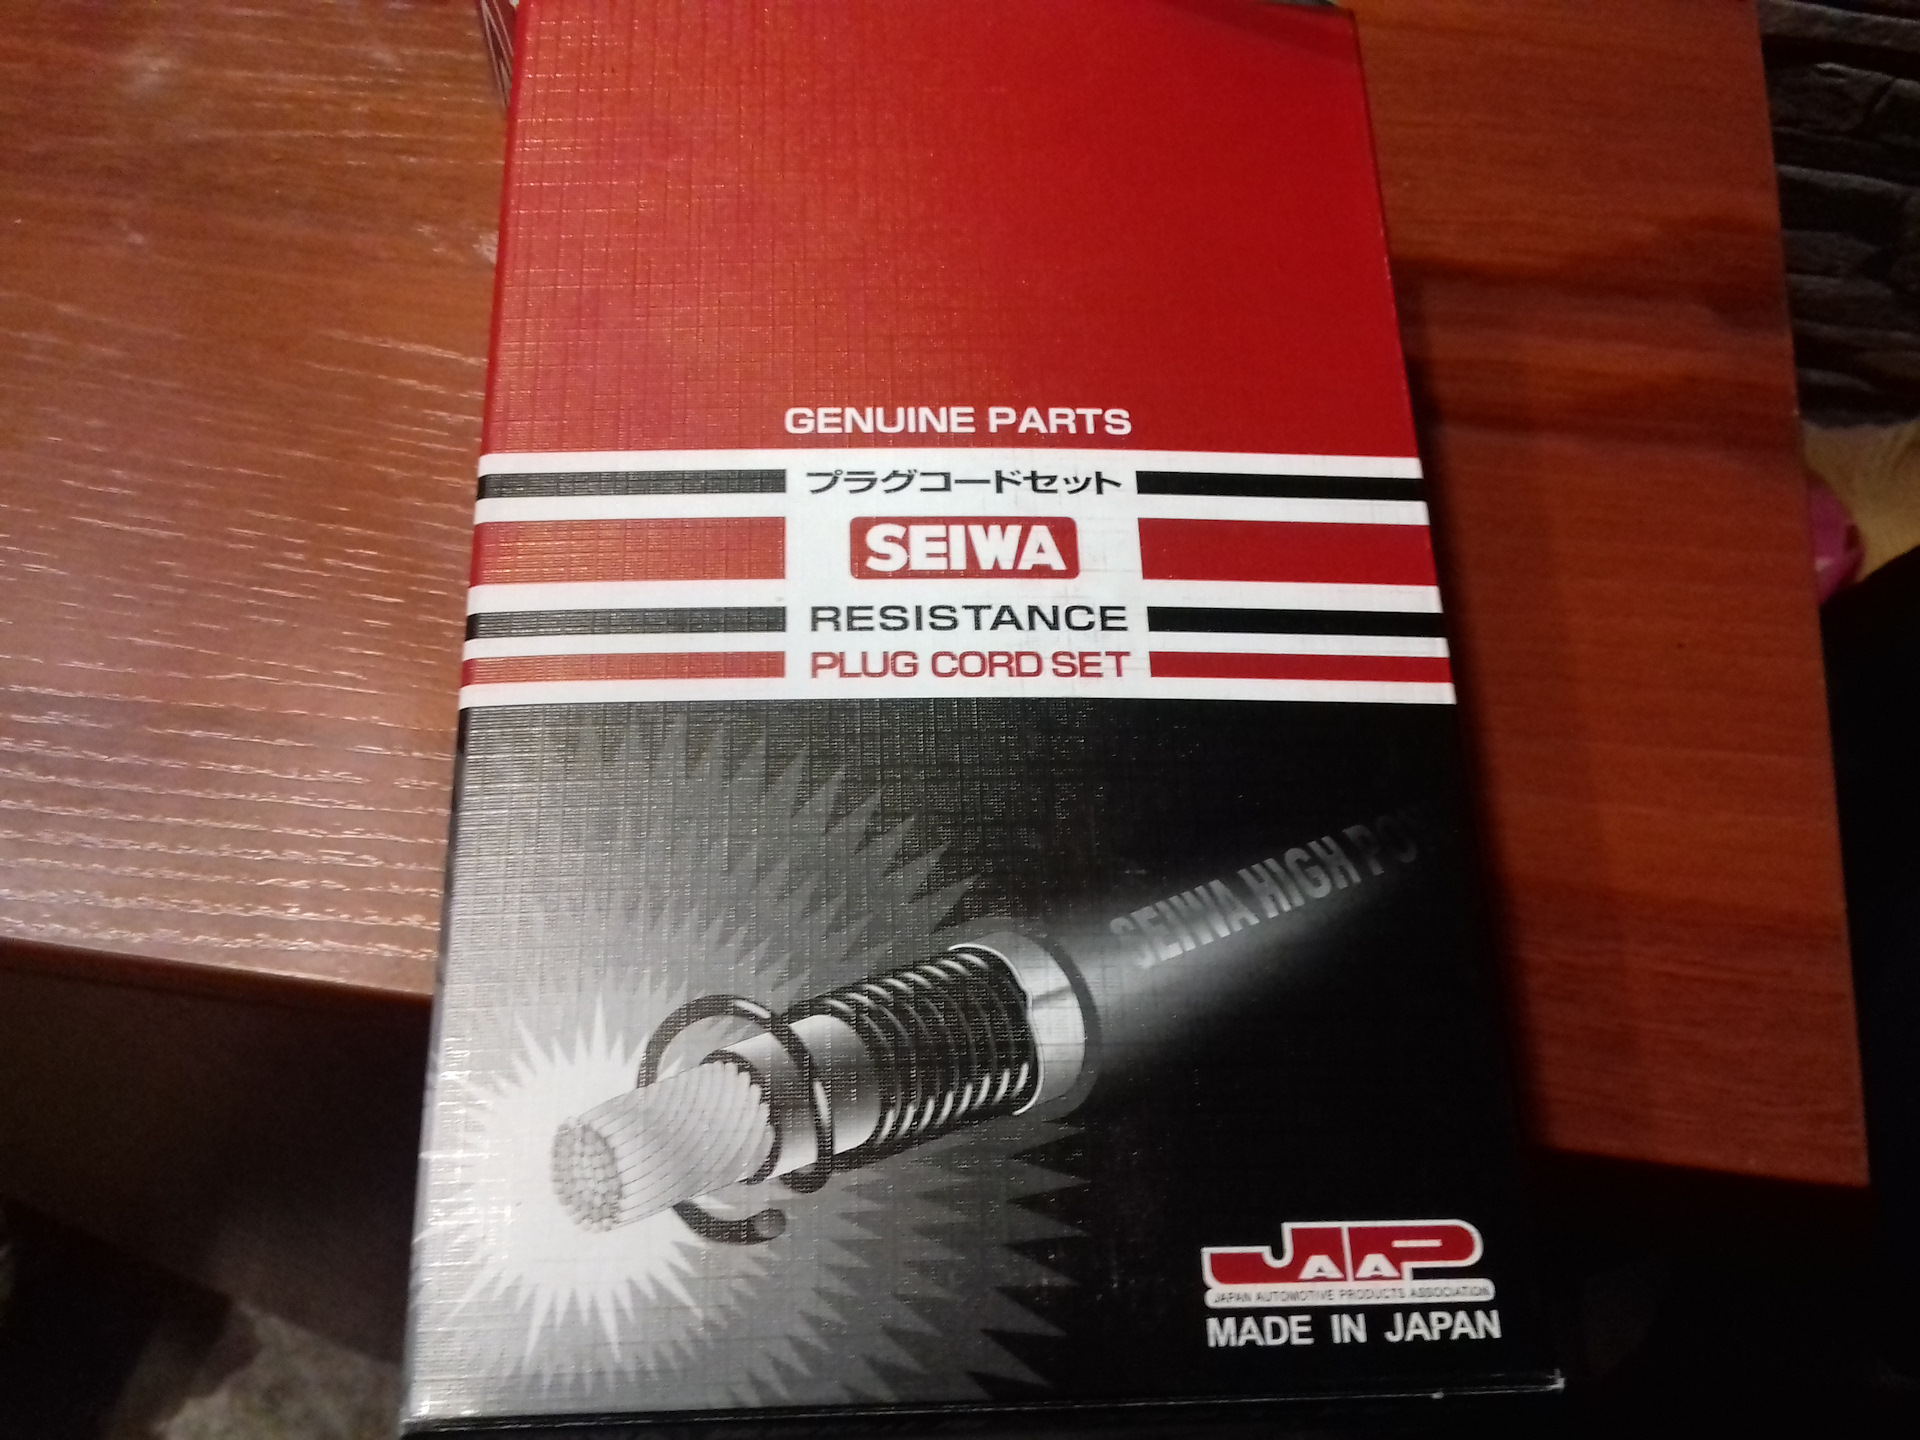 GENUINE PARTS
プラグコードセット
SEIWA
RESISTANCE
PLUG CORD SET
SEIWA HIGH
JAAP
JAPAN AUTOMOTIVE PRODUCTS ASSOCIATION
MADE IN JAPAN